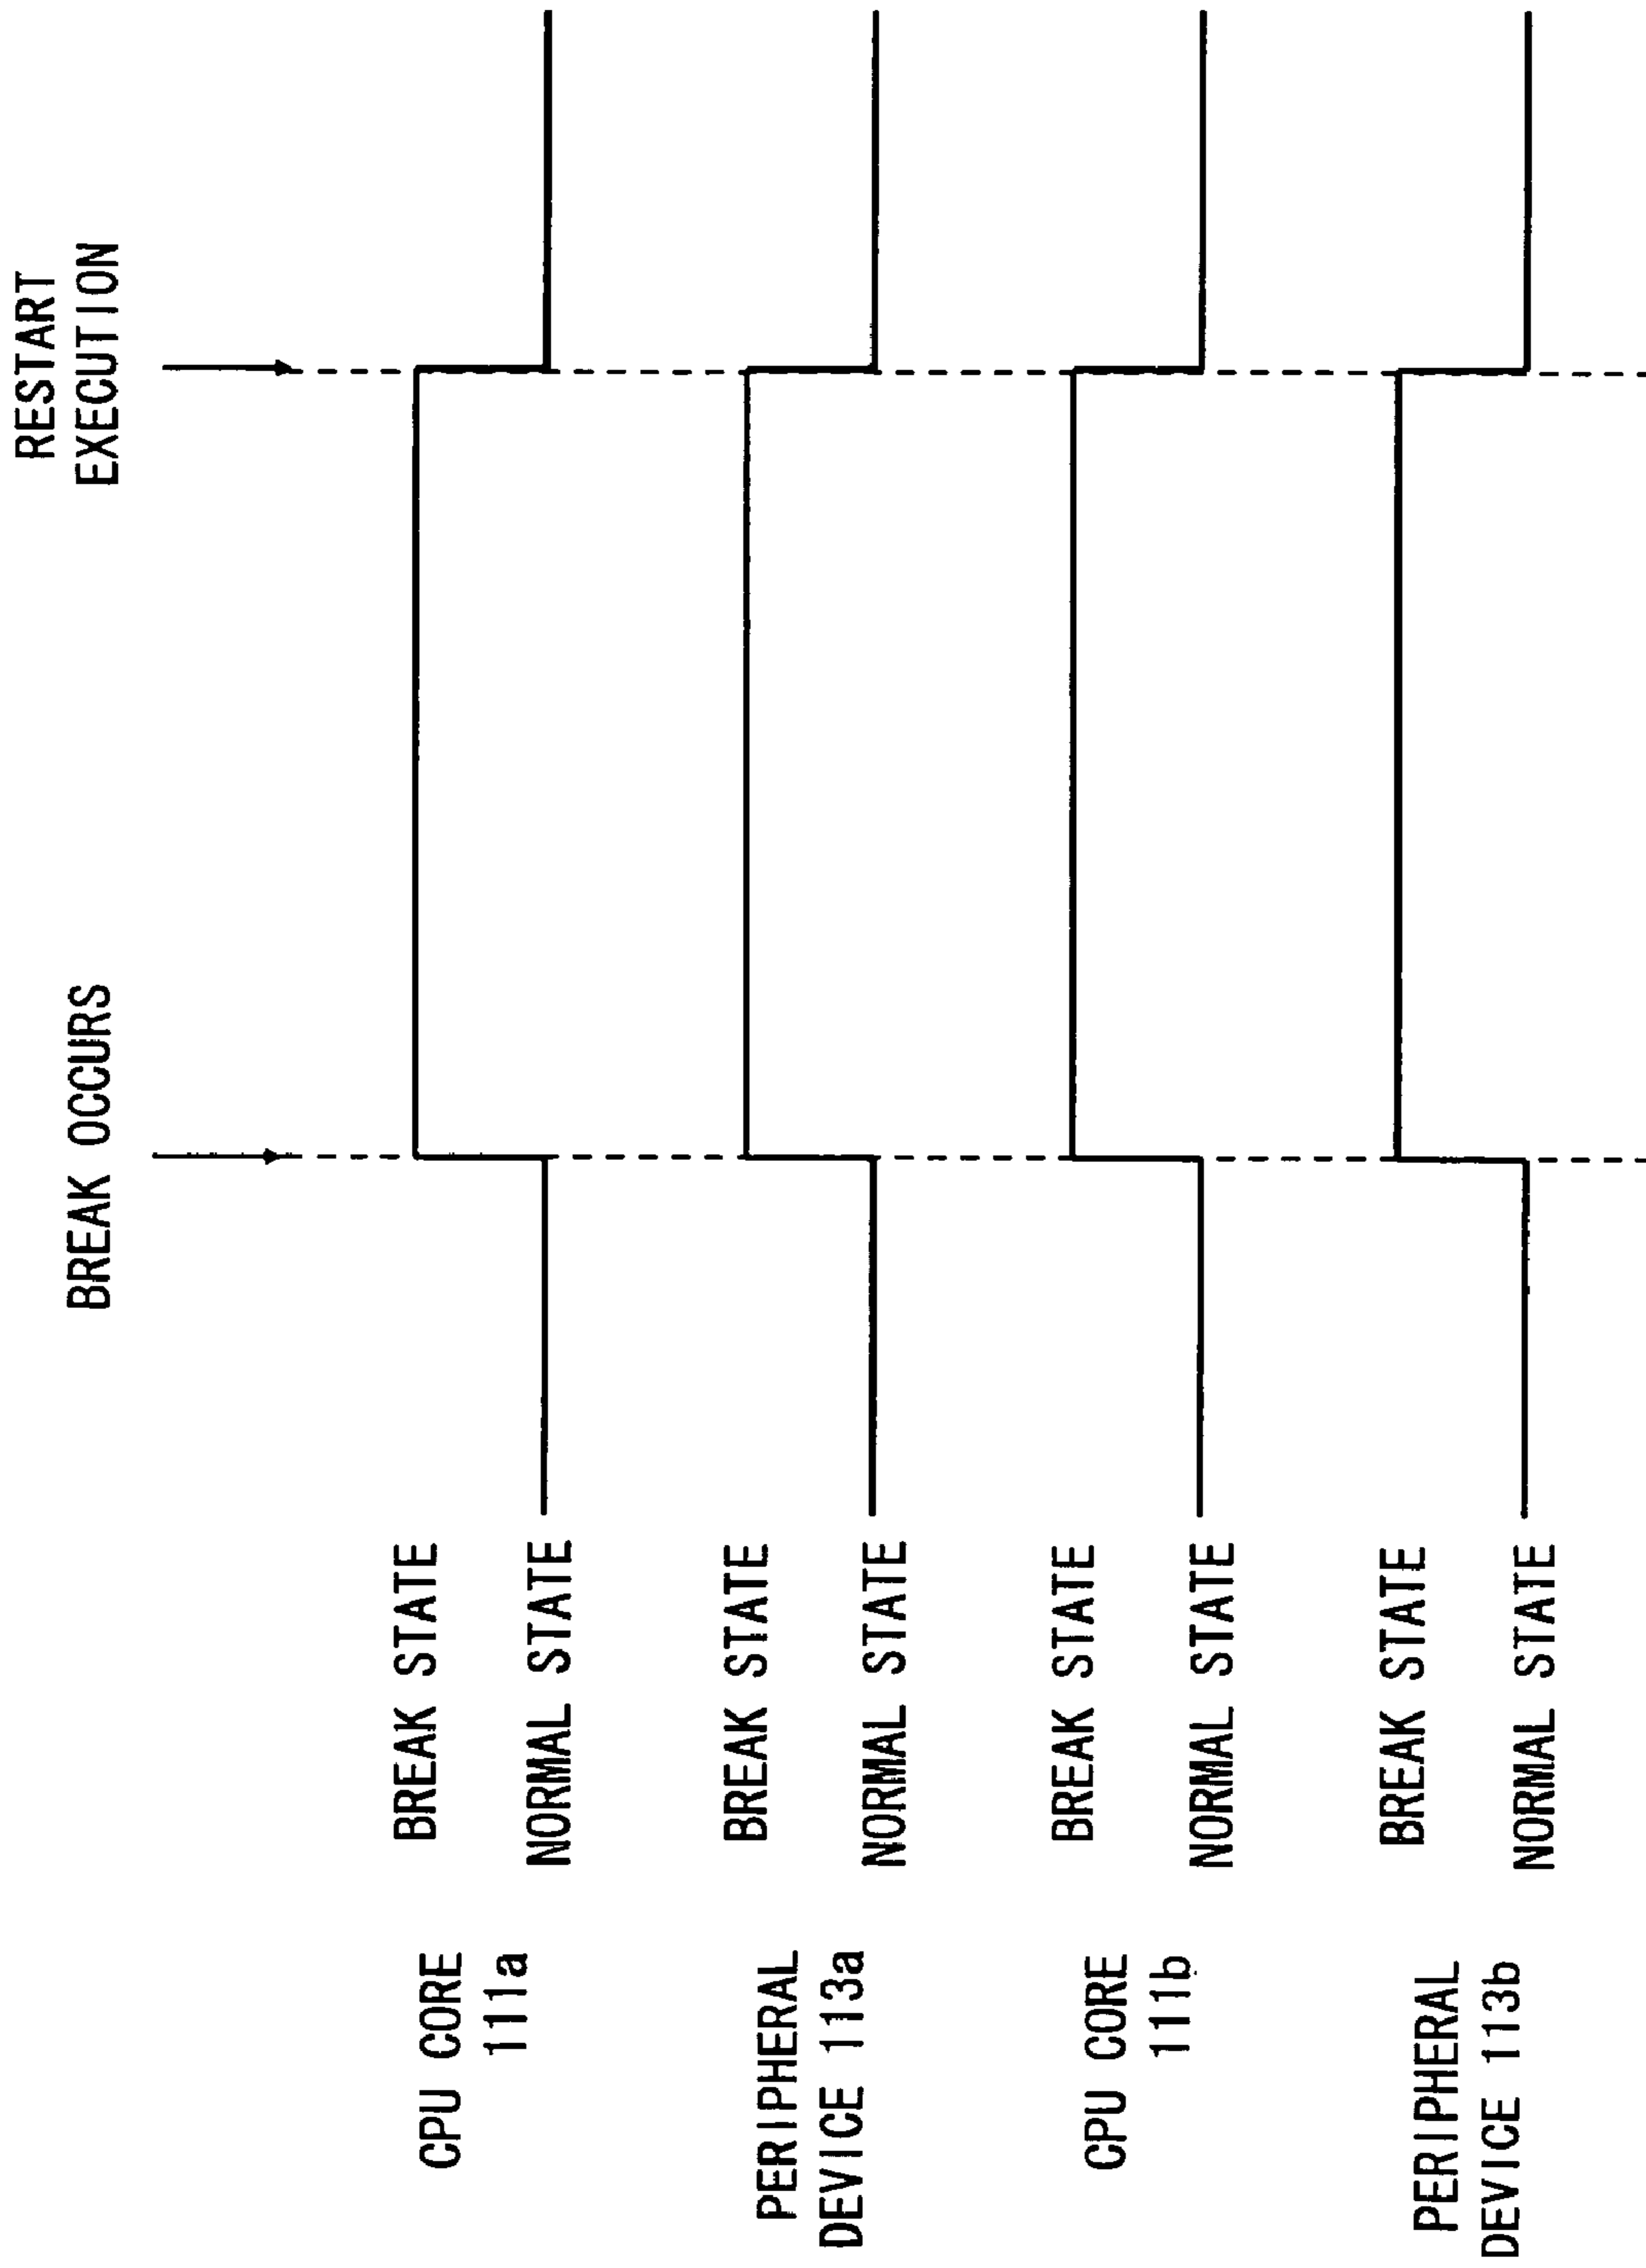 BREAK OCCURS
RESTART
EXECUTION
CPU CORE
111a
BREAK STATE
NORMAL STATE
PERIPHERAL
DEVICE 113a
BREAK STATE
NORMAL STATE
CPU CORE
111b
BREAK STATE
NORMAL STATE
PERIPHERAL
DEVICE 113b
BREAK STATE
NORMAL STATE